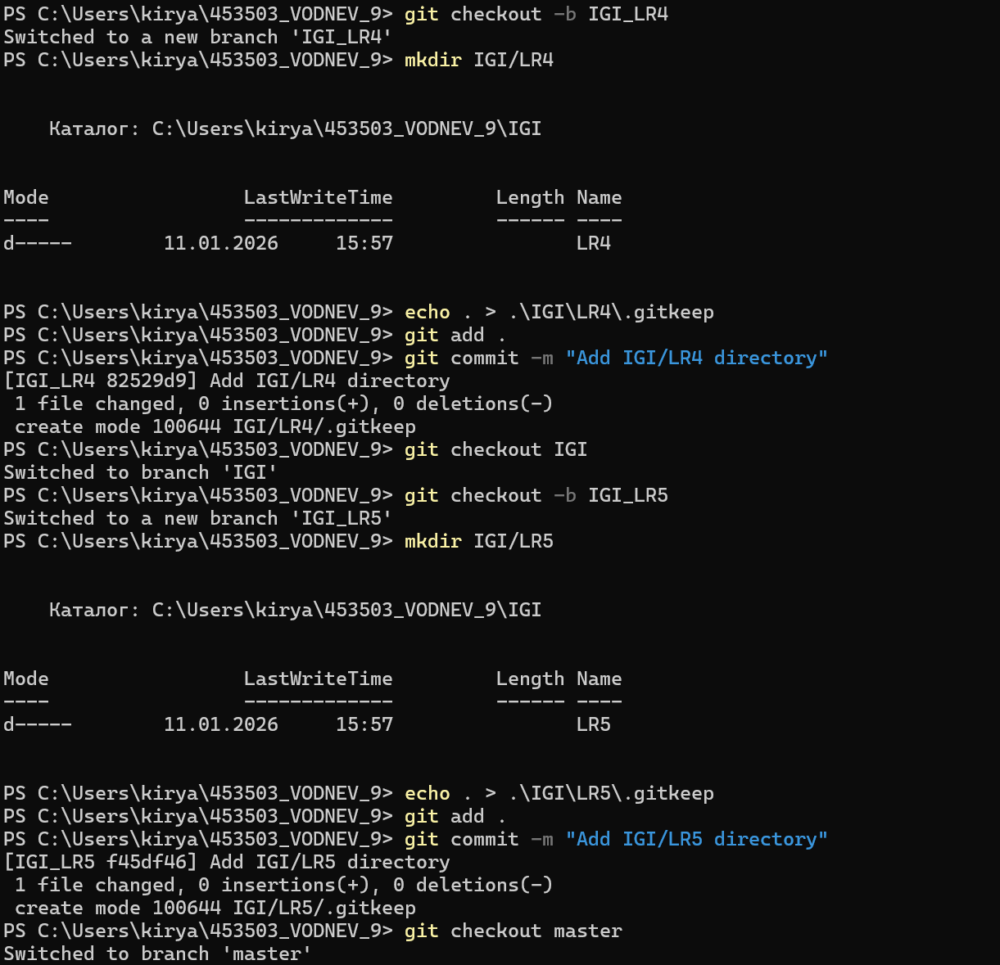 PS C:\Users\kirya\453503_VODNEV_9> git checkout -b IGI_LR4
Switched to a new branch 'IGI_LR4'
PS C:\Users\kirya\453503_VODNEV_9> mkdir IGI/LR4
Каталог: C:\Users\kirya\453503_VODNEV_9\IGI
Mode                 LastWriteTime         Length Name
----                 -------------         ------ ----
d-----        11.01.2026     15:57                LR4
PS C:\Users\kirya\453503_VODNEV_9> echo . > .\IGI\LR4\.gitkeep
PS C:\Users\kirya\453503_VODNEV_9> git add .
PS C:\Users\kirya\453503_VODNEV_9> git commit -m "Add IGI/LR4 directory"
[IGI_LR4 82529d9] Add IGI/LR4 directory
 1 file changed, 0 insertions(+), 0 deletions(-)
 create mode 100644 IGI/LR4/.gitkeep
PS C:\Users\kirya\453503_VODNEV_9> git checkout IGI
Switched to branch 'IGI'
PS C:\Users\kirya\453503_VODNEV_9> git checkout -b IGI_LR5
Switched to a new branch 'IGI_LR5'
PS C:\Users\kirya\453503_VODNEV_9> mkdir IGI/LR5
Каталог: C:\Users\kirya\453503_VODNEV_9\IGI
Mode                 LastWriteTime         Length Name
----                 -------------         ------ ----
d-----        11.01.2026     15:57                LR5
PS C:\Users\kirya\453503_VODNEV_9> echo . > .\IGI\LR5\.gitkeep
PS C:\Users\kirya\453503_VODNEV_9> git add .
PS C:\Users\kirya\453503_VODNEV_9> git commit -m "Add IGI/LR5 directory"
[IGI_LR5 f45df46] Add IGI/LR5 directory
 1 file changed, 0 insertions(+), 0 deletions(-)
 create mode 100644 IGI/LR5/.gitkeep
PS C:\Users\kirya\453503_VODNEV_9> git checkout master
Switched to branch 'master'